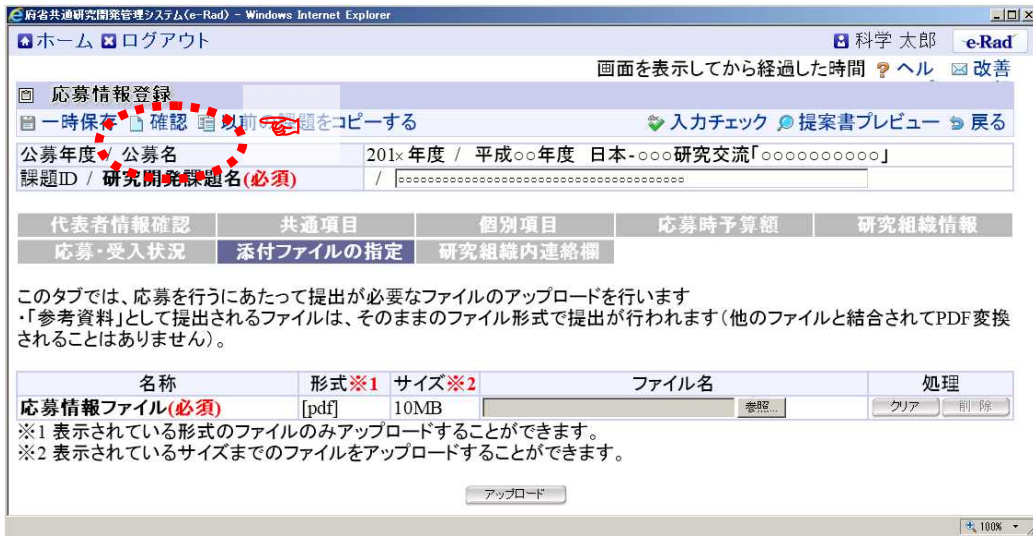 府省共通研究開発管理システム(e-Rad) - Windows Internet Explorer
ホーム ログアウト 科学 太郎 e-Rad
画面を表示してから経過した時間 ヘル 改善
応募情報登録
一時保存 確認 以前の課題をコピーする 入力チェック 提案書プレビュー 戻る
公募年度 / 公募名 201×年度 / 平成○○年度 日本-○○○研究交流「○○○○○○○○○○」
課題ID / 研究開発課題名(必須) /
代表者情報確認 共通項目 個別項目 応募時予算額 研究組織情報
応募・受入状況 添付ファイルの指定 研究組織内連絡欄
このタブでは、応募を行うにあたって提出が必要なファイルのアップロードを行います
・「参考資料」として提出されるファイルは、そのままのファイル形式で提出が行われます(他のファイルと結合されてPDF変換
されることはありません)。
名称 形式※1 サイズ※2 ファイル名 処理
応募情報ファイル(必須) [pdf] 10MB 参照... クリア 削除
※1 表示されている形式のファイルのみアップロードすることができます。
※2 表示されているサイズまでのファイルをアップロードすることができます。
アップロード
100%